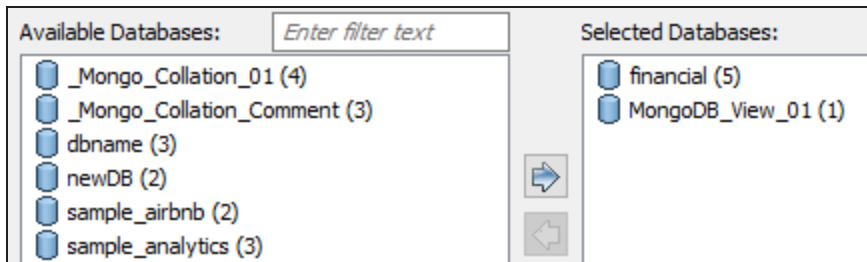 Available Databases:
Enter filter text
_Mongo_Collation_01 (4)
_Mongo_Collation_Comment (3)
dbname (3)
newDB (2)
sample_airbnb (2)
sample_analytics (3)
Selected Databases:
financial (5)
MongoDB_View_01 (1)